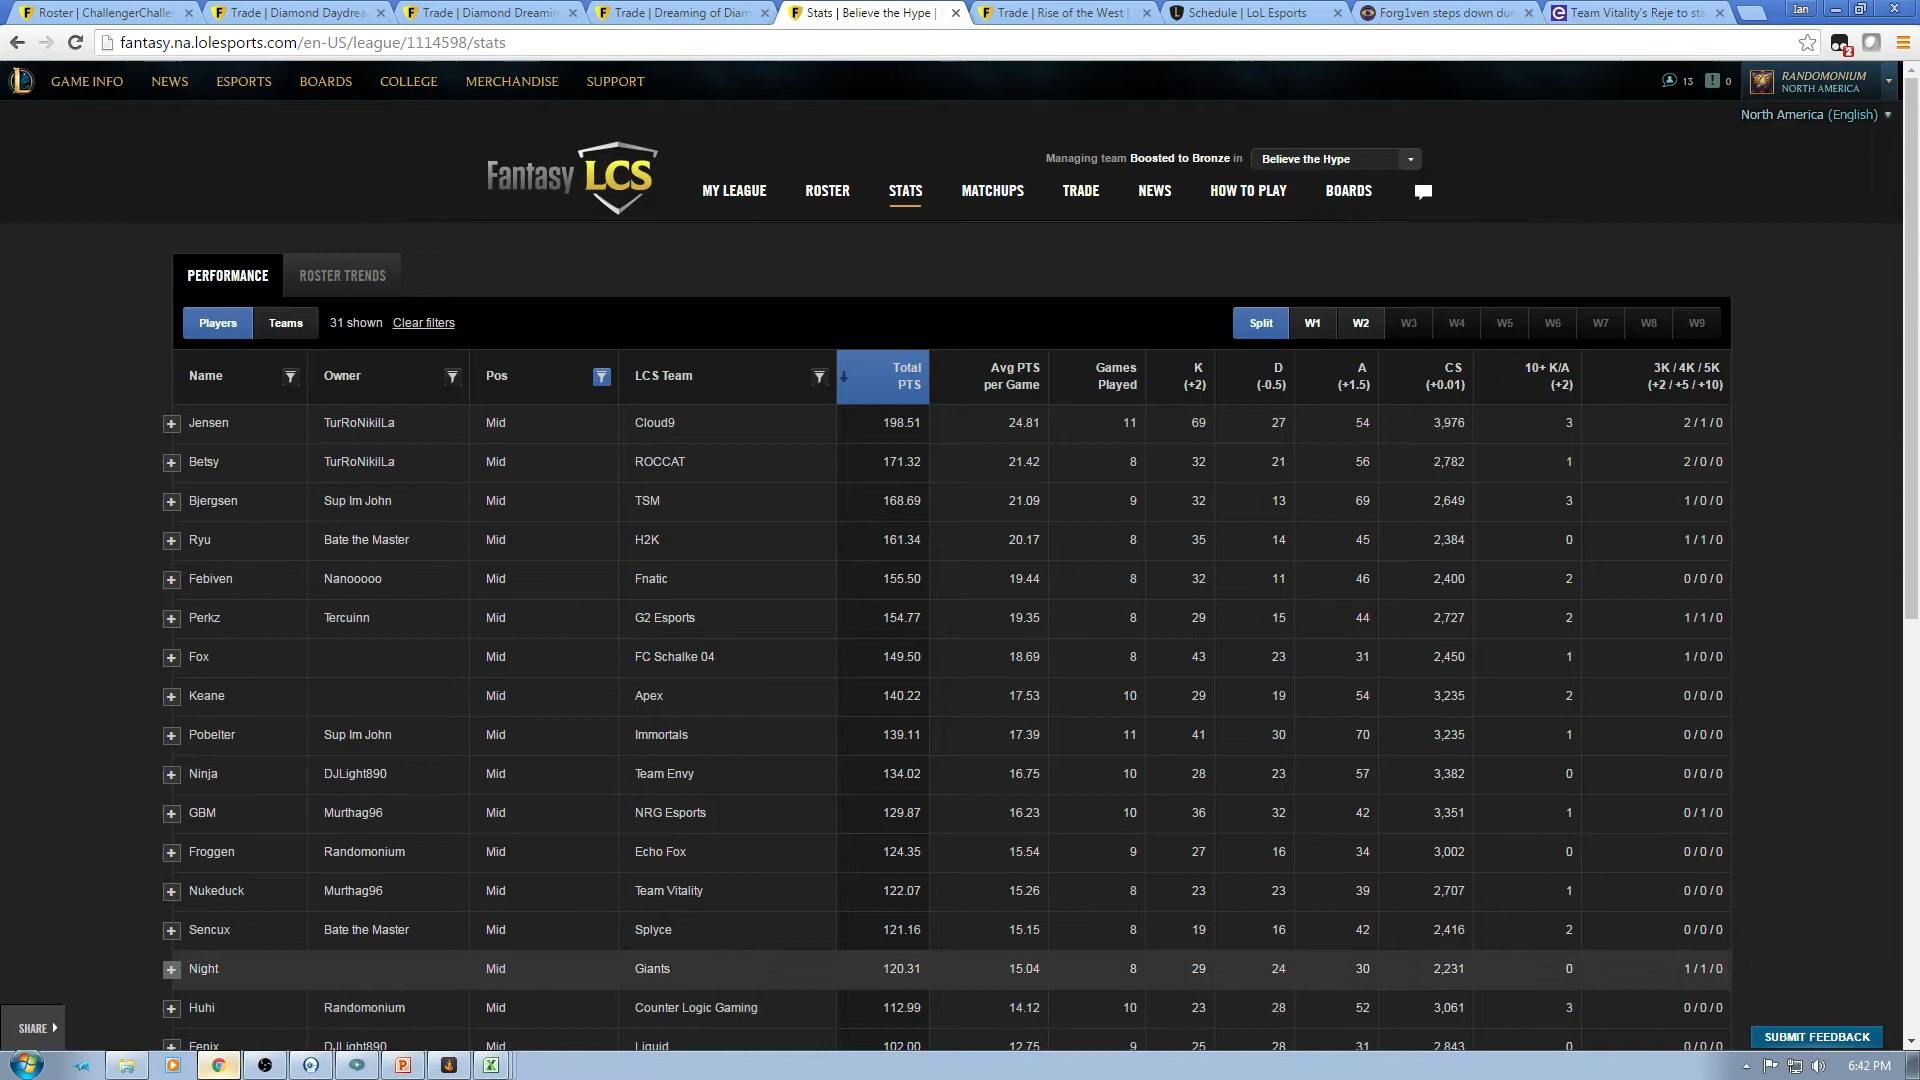 Roster | ChallengerChalle
Trade | Diamond Daydrea
Trade | Diamond Dreamin
Trade | Dreaming of Diam
Stats | Believe the Hype |
Trade | Rise of the West |
Schedule | LoL Esports
Forg1ven steps down due
Team Vitality's Reje to sta
Ian
fantasy.na.lolesports.com/en-US/league/1114598/stats
2
GAME INFO NEWS ESPORTS BOARDS COLLEGE MERCHANDISE SUPPORT
13 0 RANDOMONIUM
NORTH AMERICA
North America (English)
Fantasy LCS
Managing team Boosted to Bronze in Believe the Hype
MY LEAGUE ROSTER STATS MATCHUPS TRADE NEWS HOW TO PLAY BOARDS
PERFORMANCE ROSTER TRENDS
Players Teams 31 shown Clear filters Split W1 W2 W3 W4 W5 W6 W7 W8 W9
Name Owner Pos LCS Team Total PTS Avg PTS per Game Games Played K (+2) D (-0.5) A (+1.5) CS (+0.01) 10+ K/A (+2) 3K / 4K / 5K (+2 / +5 / +10)
Jensen TurRoNikilLa Mid Cloud9 198.51 24.81 11 69 27 54 3,976 3 2 / 1 / 0
Betsy TurRoNikilLa Mid ROCCAT 171.32 21.42 8 32 21 56 2,782 1 2 / 0 / 0
Bjergsen Sup Im John Mid TSM 168.69 21.09 9 32 13 69 2,649 3 1 / 0 / 0
Ryu Bate the Master Mid H2K 161.34 20.17 8 35 14 45 2,384 0 1 / 1 / 0
Febiven Nanooooo Mid Fnatic 155.50 19.44 8 32 11 46 2,400 2 0 / 0 / 0
Perkz Tercuinn Mid G2 Esports 154.77 19.35 8 29 15 44 2,727 2 1 / 1 / 0
Fox Mid FC Schalke 04 149.50 18.69 8 43 23 31 2,450 1 1 / 0 / 0
Keane Mid Apex 140.22 17.53 10 29 19 54 3,235 2 0 / 0 / 0
Pobelter Sup Im John Mid Immortals 139.11 17.39 11 41 30 70 3,235 1 0 / 0 / 0
Ninja DJLight890 Mid Team Envy 134.02 16.75 10 28 23 57 3,382 0 0 / 0 / 0
GBM Murthag96 Mid NRG Esports 129.87 16.23 10 36 32 42 3,351 1 0 / 1 / 0
Froggen Randomonium Mid Echo Fox 124.35 15.54 9 27 16 34 3,002 0 0 / 0 / 0
Nukeduck Murthag96 Mid Team Vitality 122.07 15.26 8 23 23 39 2,707 1 0 / 0 / 0
Sencux Bate the Master Mid Splyce 121.16 15.15 8 19 16 42 2,416 2 0 / 0 / 0
Night Mid Giants 120.31 15.04 8 29 24 30 2,231 0 1 / 1 / 0
Huhi Randomonium Mid Counter Logic Gaming 112.99 14.12 10 23 28 52 3,061 3 0 / 0 / 0
Fenix DJLight890 Mid Liquid 102.00 12.75 9 25 28 31 2,843 0 0 / 0 / 0
SHARE
SUBMIT FEEDBACK
6:42 PM